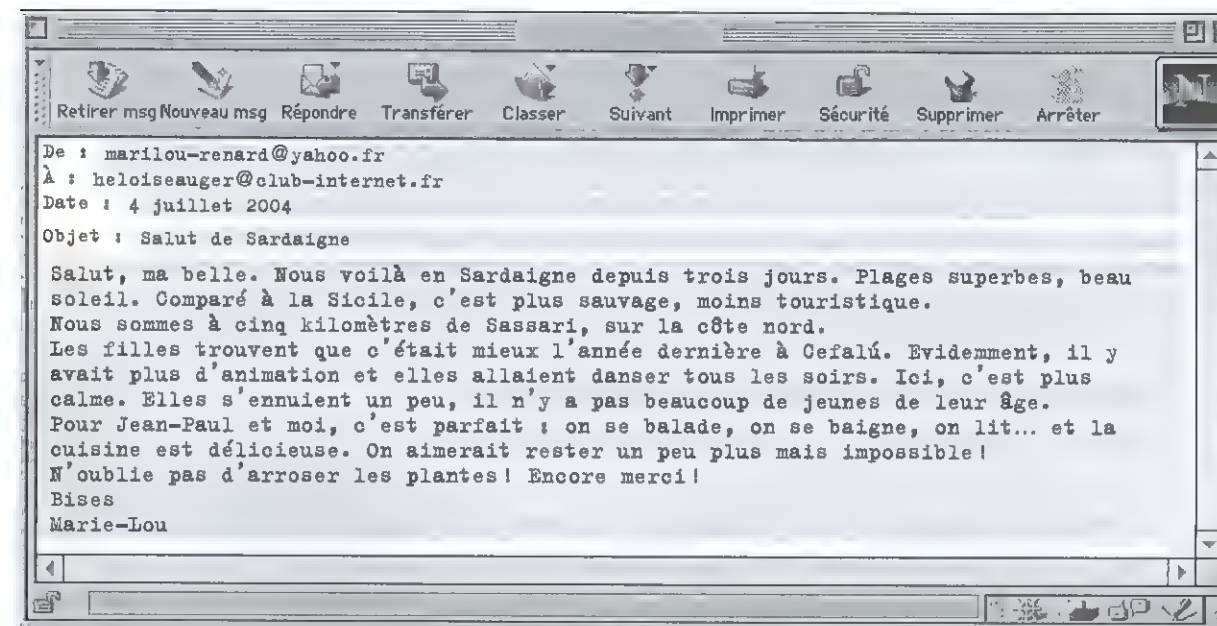 Retirer msg Nouveau msg Répondre Transférer Classer Suivant Imprimer Sécurité Supprimer Arrêter
N
De : marilou-renard@yahoo.fr
À : heloiseauger@club-internet.fr
Date : 4 juillet 2004
Objet : Salut de Sardaigne
Salut, ma belle. Nous voilà en Sardaigne depuis trois jours. Plages superbes, beau
soleil. Comparé à la Sicile, c'est plus sauvage, moins touristique.
Nous sommes à cinq kilomètres de Sassari, sur la côte nord.
Les filles trouvent que c'était mieux l'année dernière à Cefalú. Evidemment, il y
avait plus d'animation et elles allaient danser tous les soirs. Ici, c'est plus
calme. Elles s'ennuient un peu, il n'y a pas beaucoup de jeunes de leur âge.
Pour Jean-Paul et moi, c'est parfait : on se balade, on se baigne, on lit... et la
cuisine est délicieuse. On aimerait rester un peu plus mais impossible!
N'oublie pas d'arroser les plantes! Encore merci!
Bises
Marie-Lou